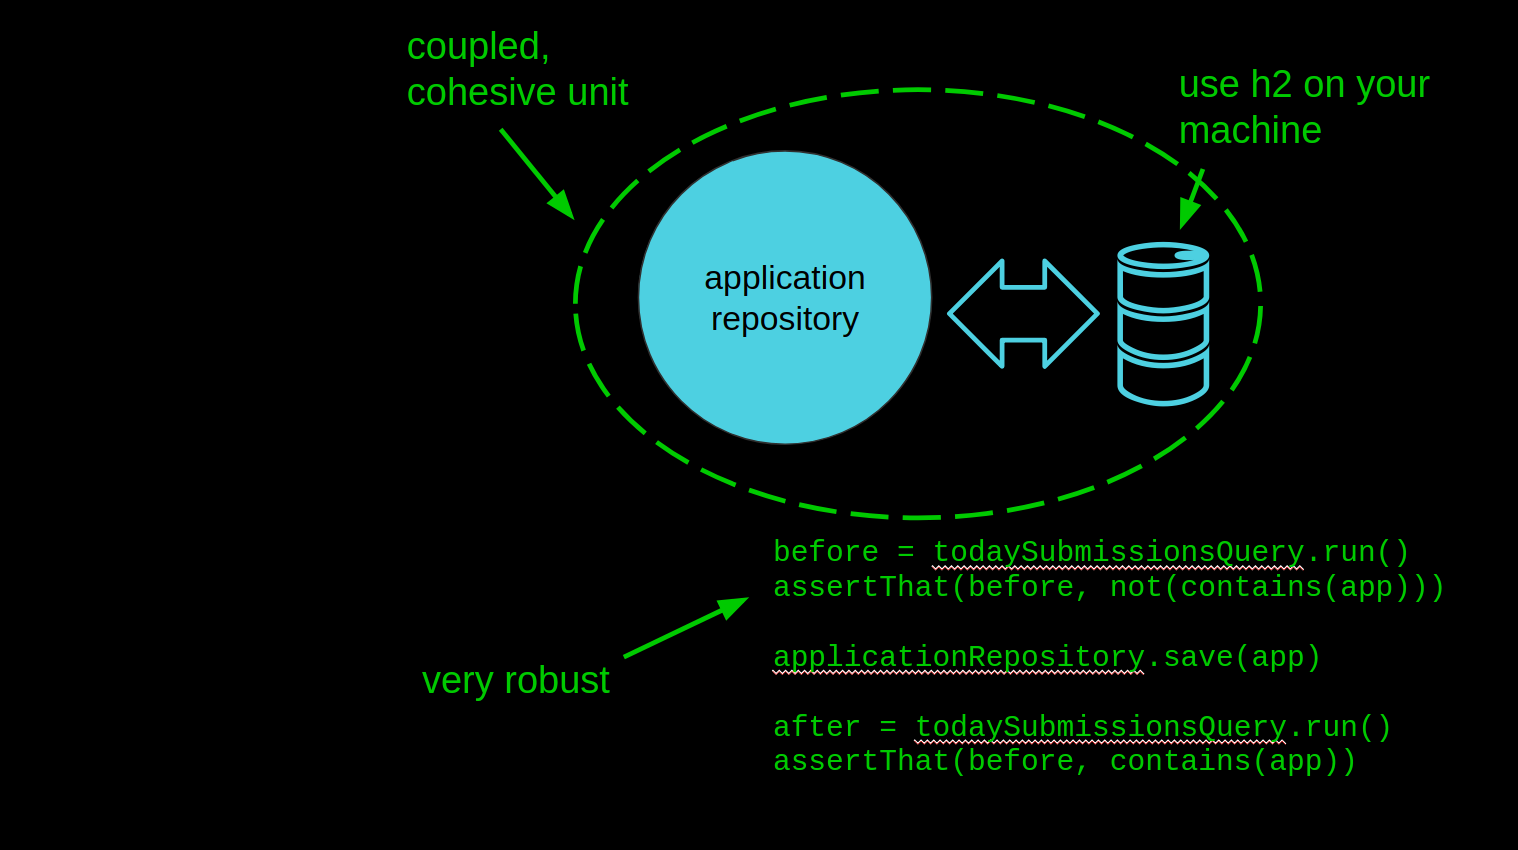 coupled,
cohesive unit
use h2 on your
machine
application
repository
before = todaySubmissionsQuery.run()
assertThat(before, not(contains(app)))
applicationRepository.save(app)
very robust
after = todaySubmissionsQuery.run()
assertThat(before, contains(app))